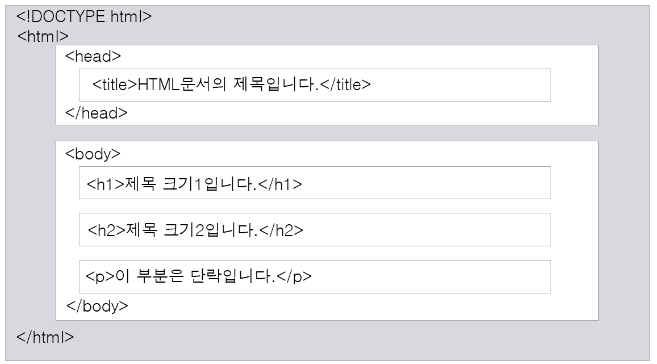 <!DOCTYPE html>
<html>
<head>
<title>HTML문서의 제목입니다.</title>
</head>
<body>
<h1>제목 크기1입니다.</h1>
<h2>제목 크기2입니다.</h2>
<p>이 부분은 단락입니다.</p>
</body>
</html>